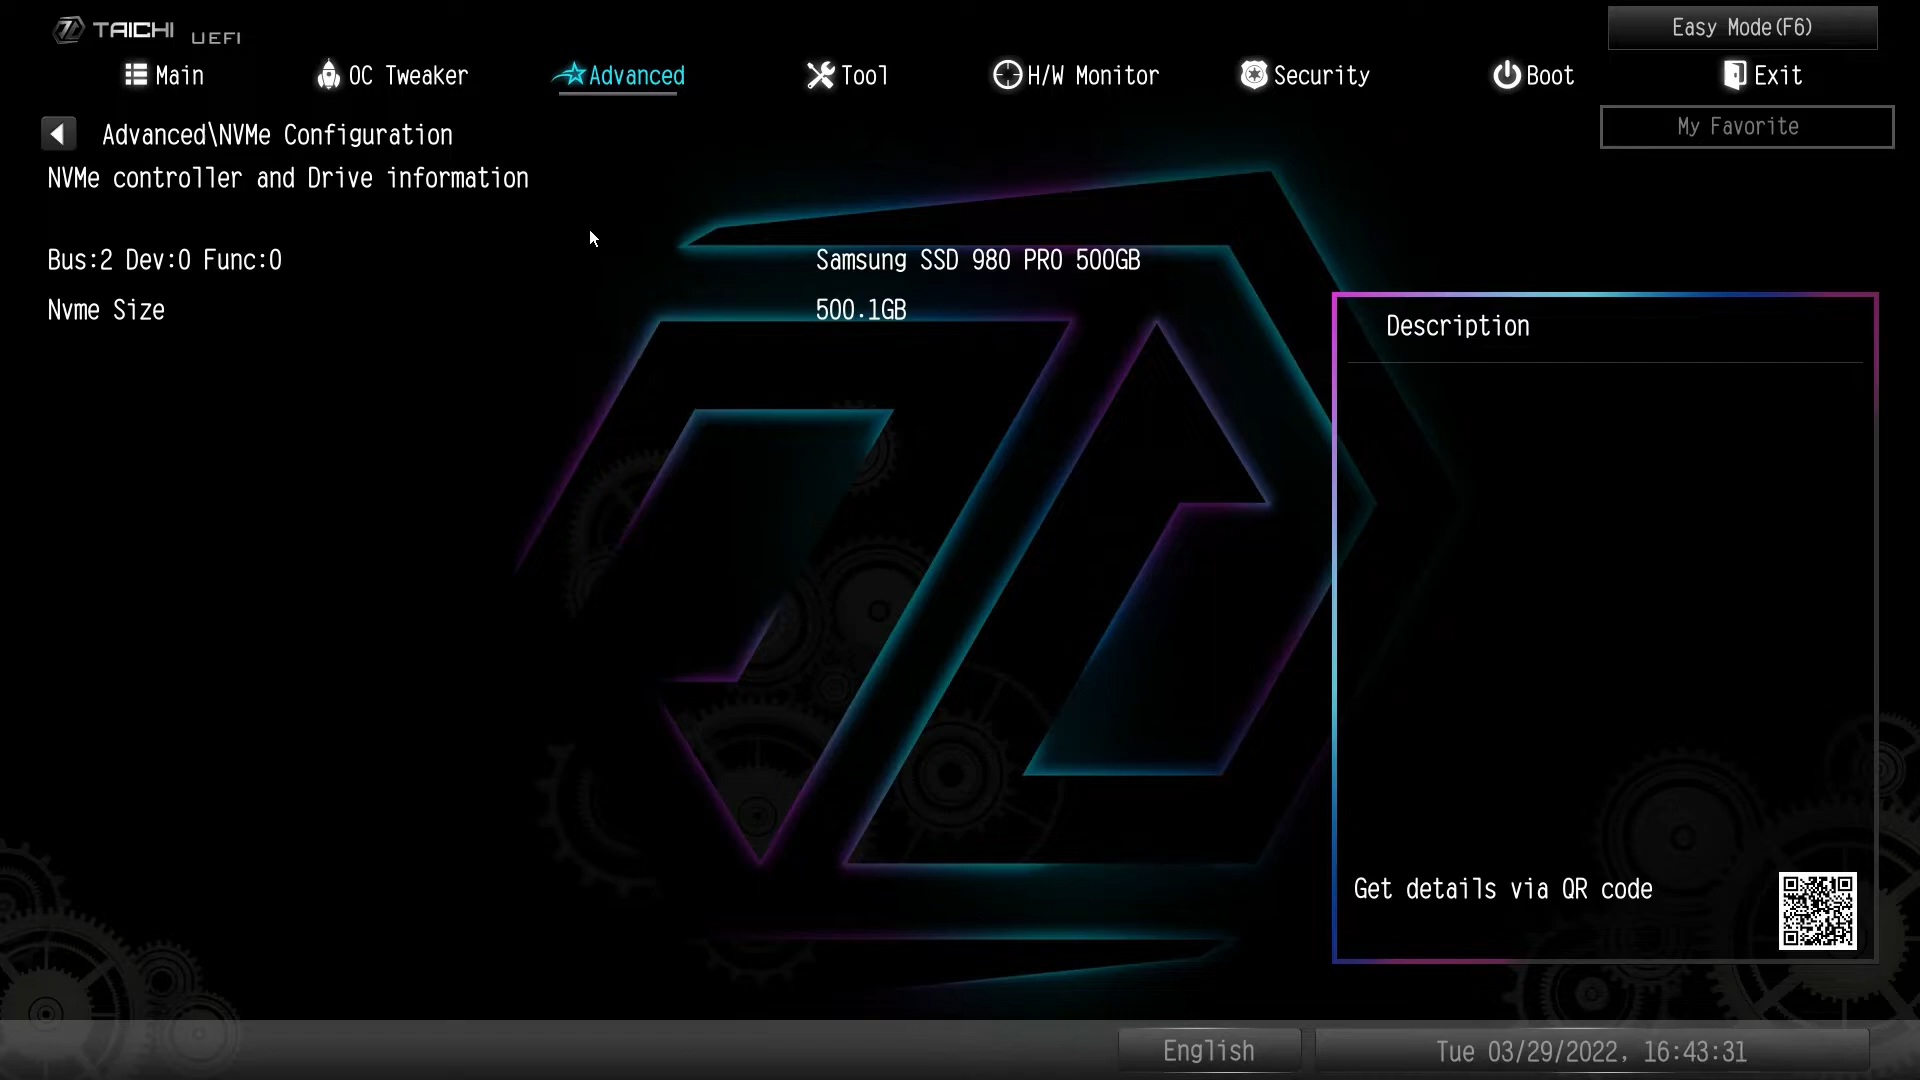 TAICHI UEFI
Easy Mode(F6)
Main OC Tweaker Advanced Tool H/W Monitor Security Boot Exit
Advanced\NVMe Configuration
My Favorite
NVMe controller and Drive information
Bus:2 Dev:0 Func:0 Samsung SSD 980 PRO 500GB
Nvme Size 500.1GB
Description
Get details via QR code
English
Tue 03/29/2022, 16:43:31